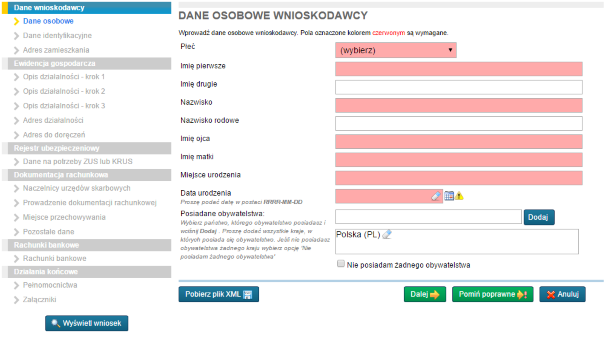 Dane wnioskodawcy
Dane osobowe
Dane identyfikacyjne
Adres zamieszkania
Ewidencja gospodarcza
Opis działalności - krok 1
Opis działalności - krok 2
Opis działalności - krok 3
Adres działalności
Adres do doręczeń
Rejestr ubezpieczeniowy
Dane na potrzeby ZUS lub KRUS
Dokumentacja rachunkowa
Naczelnicy urzędów skarbowych
Prowadzenie dokumentacji rachunkowej
Miejsce przechowywania
Pozostałe dane
Rachunki bankowe
Rachunki bankowe
Działania końcowe
Pełnomocnictwa
Załączniki
Wyświetl wniosek
DANE OSOBOWE WNIOSKODAWCY
Wprowadź dane osobowe wnioskodawcy. Pola oznaczone kolorem czerwonym są wymagane.
Płeć
(wybierz)
Imię pierwsze
Imię drugie
Nazwisko
Nazwisko rodowe
Imię ojca
Imię matki
Miejsce urodzenia
Data urodzenia
Proszę podać datę w postaci RRRR-MM-DD
Posiadane obywatelstwa:
Dodaj
Wybierz państwo, którego obywatelstwo posiadasz i
wciśnij Dodaj . Proszę dodać wszystkie kraje, w
których posiada się obywatelstwo. Jeśli nie posiadasz
obywatelstwa żadnego kraju wybierz opcję "Nie
posiadam żadnego obywatelstwa"
Polska (PL)
Nie posiadam żadnego obywatelstwa
Pobierz plik XML
Dalej
Pomiń poprawne
Anuluj